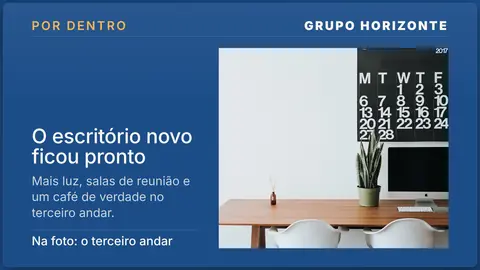 POR DENTRO
GRUPO HORIZONTE
2017
M T W T F
1 2 3
6 7 8 9 10
13 14 15 16 17
20 21 22 23 24
27 28
O escritório novo
ficou pronto
Mais luz, salas de reunião e
um café de verdade no
terceiro andar.
Na foto: o terceiro andar